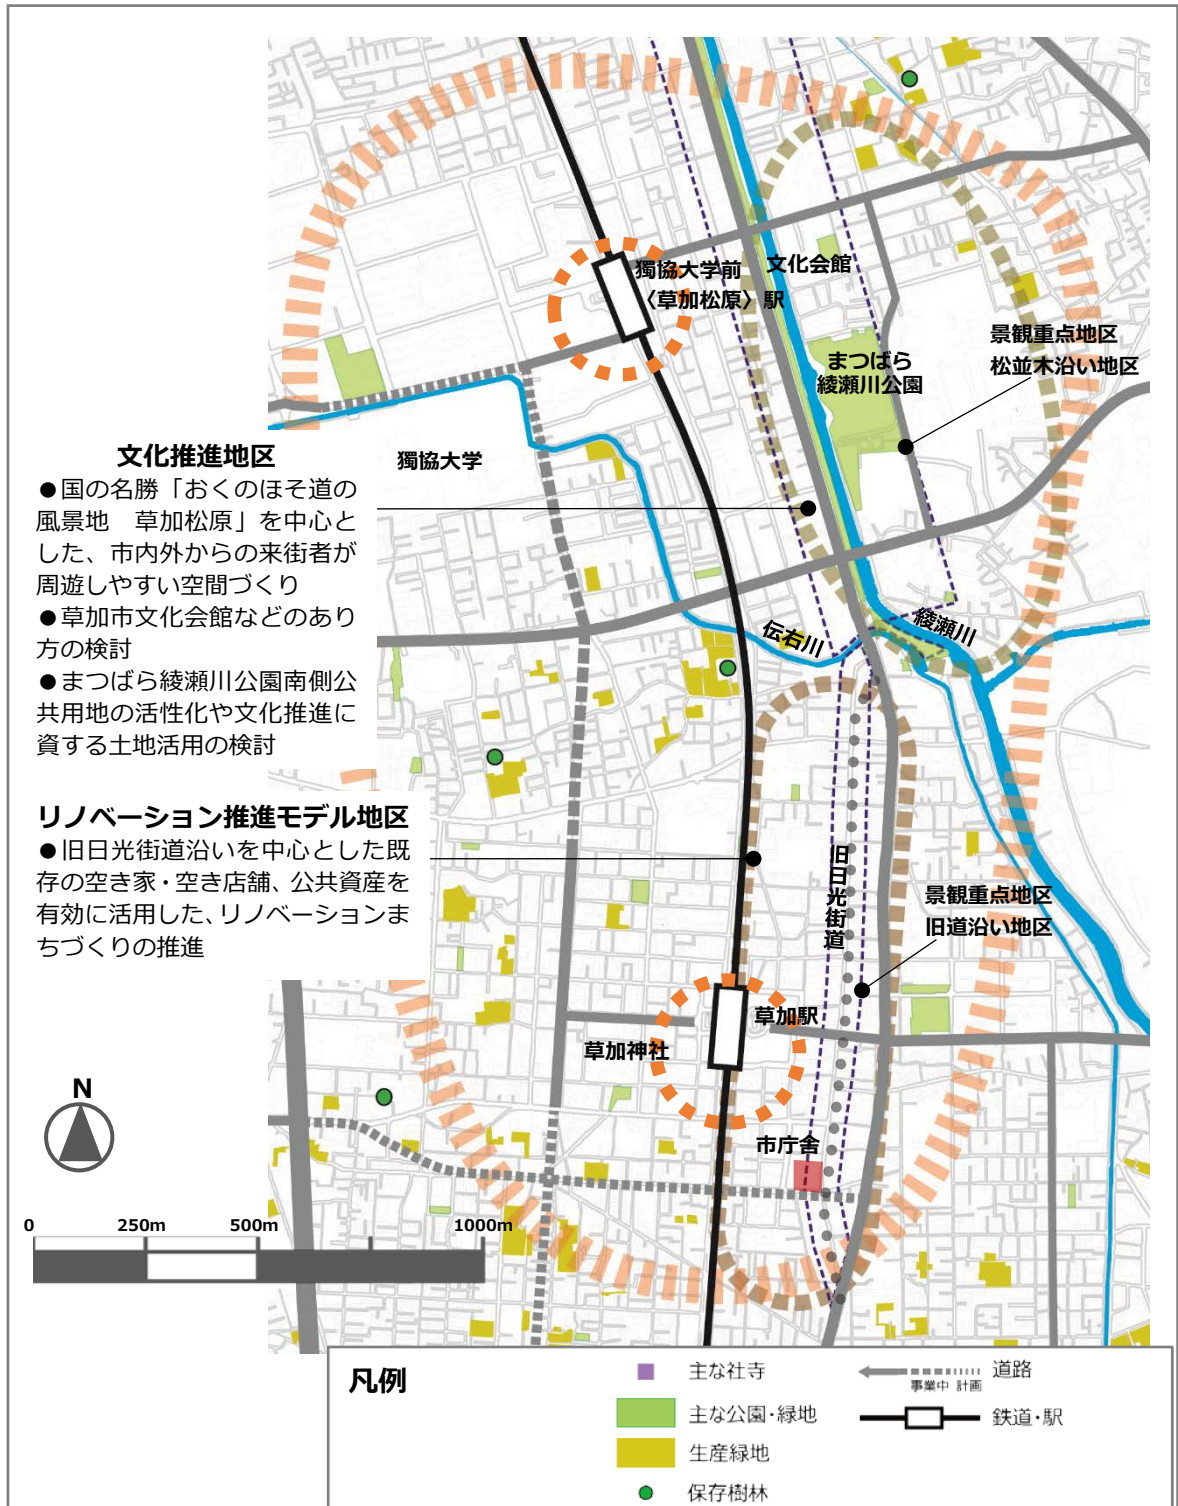 獨協大学前
〈草加松原〉駅
文化会館
景観重点地区
松並木沿い地区
まつばら
綾瀬川公園
獨協大学
文化推進地区
●国の名勝「おくのほそ道の
風景地　草加松原」を中心と
した、市内外からの来街者が
周遊しやすい空間づくり
●草加市文化会館などのあり
方の検討
●まつばら綾瀬川公園南側公
共用地の活性化や文化推進に
資する土地活用の検討
綾瀬川
伝右川
リノベーション推進モデル地区
●旧日光街道沿いを中心とした既
存の空き家・空き店舗、公共資産を
有効に活用した、リノベーションま
ちづくりの推進
旧日光街道
景観重点地区
旧道沿い地区
草加駅
草加神社
市庁舎
N
0 250m 500m 1000m
凡例
主な社寺
主な公園・緑地
生産緑地
保存樹林
道路
事業中 計画
鉄道・駅